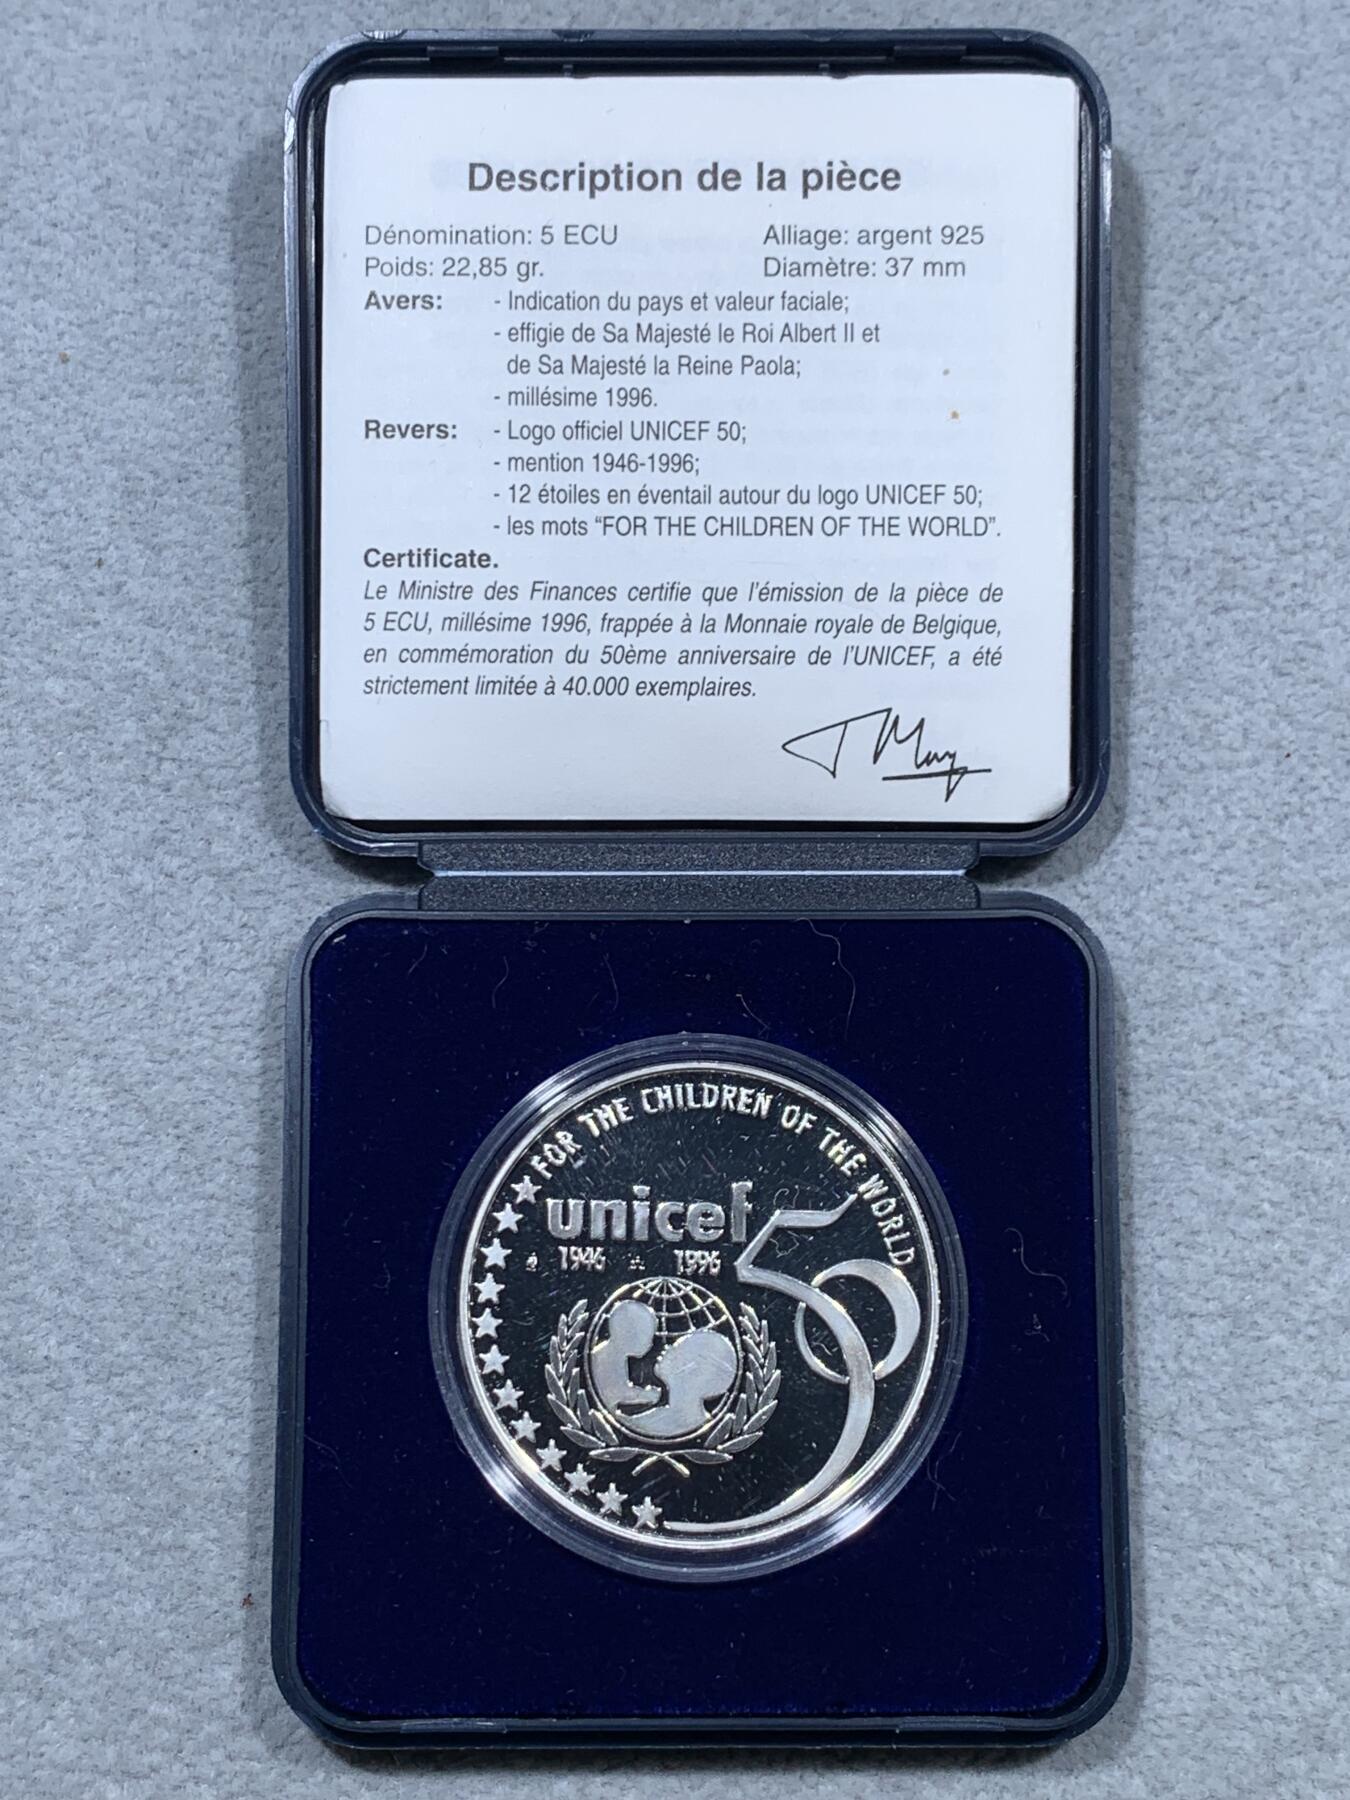 Description de la pièce
Dénomination: 5 ECU Alliage: argent 925
Poids: 22,85 gr. Diamètre: 37 mm
Avers: - Indication du pays et valeur faciale;
- effigie de Sa Majesté le Roi Albert II et
de Sa Majesté la Reine Paola;
- millésime 1996.
Revers: - Logo officiel UNICEF 50;
- mention 1946-1996;
- 12 étoiles en éventail autour du logo UNICEF 50;
- les mots “FOR THE CHILDREN OF THE WORLD”.
Certificate.
Le Ministre des Finances certifie que l'émission de la pièce de
5 ECU, millésime 1996, frappée à la Monnaie royale de Belgique,
en commémoration du 50ème anniversaire de l'UNICEF, a été
strictement limitée à 40.000 exemplaires.
FOR THE CHILDREN OF THE WORLD
unicef 50
1946 1996